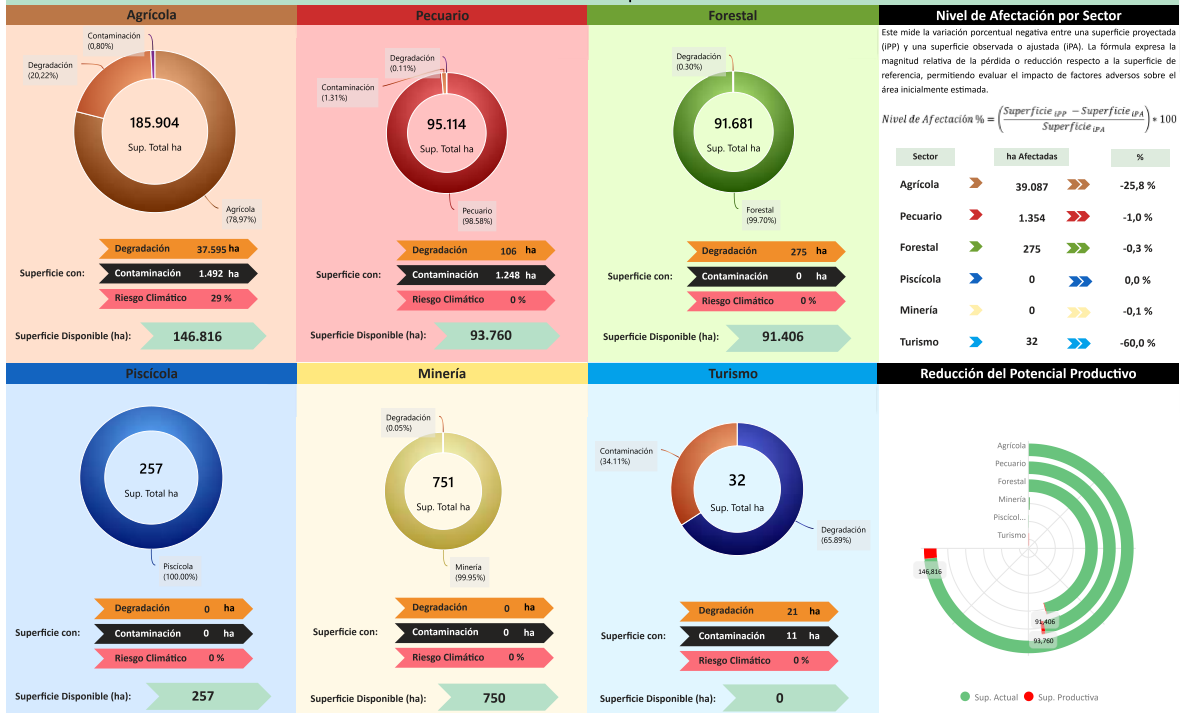 Agrícola
Contaminación
(0,80%)
Degradación
(20,22%)
185.904
Sup. Total ha
Agrícola
(78,97%)
Superficie con:
Degradación 37.595 ha
Contaminación 1.492 ha
Riesgo Climático 29 %
Superficie Disponible (ha): 146.816
Pecuario
Degradación
(0.11%)
Contaminación
(1.31%)
95.114
Sup. Total ha
Pecuario
(98.58%)
Superficie con:
Degradación 106 ha
Contaminación 1.248 ha
Riesgo Climático 0 %
Superficie Disponible (ha): 93.760
Forestal
Degradación
(0.30%)
91.681
Sup. Total ha
Forestal
(99.70%)
Superficie con:
Degradación 275 ha
Contaminación 0 ha
Riesgo Climático 0 %
Superficie Disponible (ha): 91.406
Nivel de Afectación por Sector
Este mide la variación porcentual negativa entre una superficie proyectada
(iPP) y una superficie observada o ajustada (iPA). La fórmula expresa la
magnitud relativa de la pérdida o reducción respecto a la superficie de
referencia, permitiendo evaluar el impacto de factores adversos sobre el
área inicialmente estimada.
Nivel de Afectación % = (Superficie iPP − Superficie iPA / Superficie iPA) * 100
Sector ha Afectadas %
Agrícola 39.087 -25,8 %
Pecuario 1.354 -1,0 %
Forestal 275 -0,3 %
Piscícola 0 0,0 %
Minería 0 -0,1 %
Turismo 32 -60,0 %
Piscícola
257
Sup. Total ha
Piscícola
(100.00%)
Superficie con:
Degradación 0 ha
Contaminación 0 ha
Riesgo Climático 0 %
Superficie Disponible (ha): 257
Minería
Degradación
(0.05%)
751
Sup. Total ha
Minería
(99.95%)
Superficie con:
Degradación 0 ha
Contaminación 0 ha
Riesgo Climático 0 %
Superficie Disponible (ha): 750
Turismo
Contaminación
(34.11%)
32
Sup. Total ha
Degradación
(65.89%)
Superficie con:
Degradación 21 ha
Contaminación 11 ha
Riesgo Climático 0 %
Superficie Disponible (ha): 0
Reducción del Potencial Productivo
Agrícola
Pecuario
Forestal
Minería
Piscícol...
Turismo
146,816
91,406
93,760
Sup. Actual Sup. Productiva